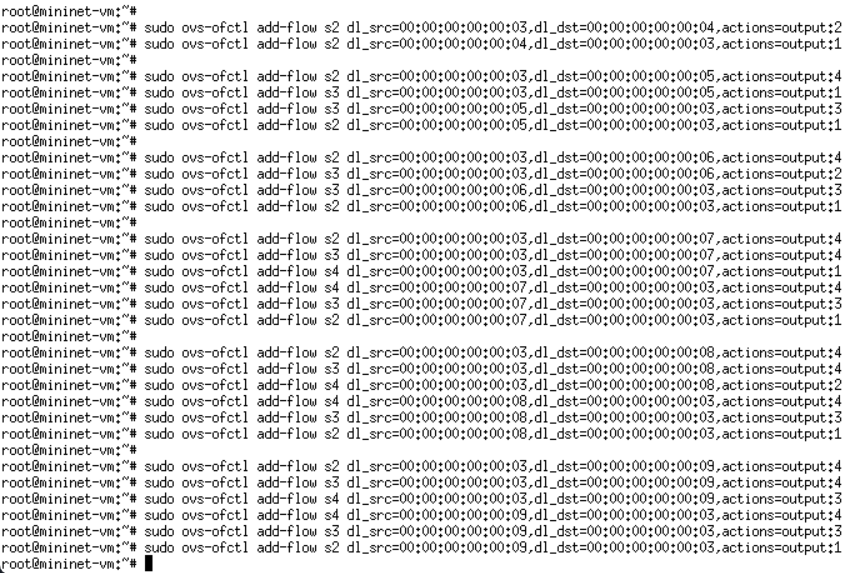 root@mininet-vm:~#
root@mininet-vm:~# sudo ovs-ofctl add-flow s2 dl_src=00:00:00:00:00:03,dl_dst=00:00:00:00:00:04,actions=output:2
root@mininet-vm:~# sudo ovs-ofctl add-flow s2 dl_src=00:00:00:00:00:04,dl_dst=00:00:00:00:00:03,actions=output:1
root@mininet-vm:~#
root@mininet-vm:~# sudo ovs-ofctl add-flow s2 dl_src=00:00:00:00:00:03,dl_dst=00:00:00:00:00:05,actions=output:4
root@mininet-vm:~# sudo ovs-ofctl add-flow s3 dl_src=00:00:00:00:00:03,dl_dst=00:00:00:00:00:05,actions=output:1
root@mininet-vm:~# sudo ovs-ofctl add-flow s3 dl_src=00:00:00:00:00:05,dl_dst=00:00:00:00:00:03,actions=output:3
root@mininet-vm:~# sudo ovs-ofctl add-flow s2 dl_src=00:00:00:00:00:05,dl_dst=00:00:00:00:00:03,actions=output:1
root@mininet-vm:~#
root@mininet-vm:~# sudo ovs-ofctl add-flow s2 dl_src=00:00:00:00:00:03,dl_dst=00:00:00:00:00:06,actions=output:4
root@mininet-vm:~# sudo ovs-ofctl add-flow s3 dl_src=00:00:00:00:00:03,dl_dst=00:00:00:00:00:06,actions=output:2
root@mininet-vm:~# sudo ovs-ofctl add-flow s3 dl_src=00:00:00:00:00:06,dl_dst=00:00:00:00:00:03,actions=output:3
root@mininet-vm:~# sudo ovs-ofctl add-flow s2 dl_src=00:00:00:00:00:06,dl_dst=00:00:00:00:00:03,actions=output:1
root@mininet-vm:~#
root@mininet-vm:~# sudo ovs-ofctl add-flow s2 dl_src=00:00:00:00:00:03,dl_dst=00:00:00:00:00:07,actions=output:4
root@mininet-vm:~# sudo ovs-ofctl add-flow s3 dl_src=00:00:00:00:00:03,dl_dst=00:00:00:00:00:07,actions=output:4
root@mininet-vm:~# sudo ovs-ofctl add-flow s4 dl_src=00:00:00:00:00:03,dl_dst=00:00:00:00:00:07,actions=output:1
root@mininet-vm:~# sudo ovs-ofctl add-flow s4 dl_src=00:00:00:00:00:07,dl_dst=00:00:00:00:00:03,actions=output:4
root@mininet-vm:~# sudo ovs-ofctl add-flow s3 dl_src=00:00:00:00:00:07,dl_dst=00:00:00:00:00:03,actions=output:3
root@mininet-vm:~# sudo ovs-ofctl add-flow s2 dl_src=00:00:00:00:00:07,dl_dst=00:00:00:00:00:03,actions=output:1
root@mininet-vm:~#
root@mininet-vm:~# sudo ovs-ofctl add-flow s2 dl_src=00:00:00:00:00:03,dl_dst=00:00:00:00:00:08,actions=output:4
root@mininet-vm:~# sudo ovs-ofctl add-flow s3 dl_src=00:00:00:00:00:03,dl_dst=00:00:00:00:00:08,actions=output:4
root@mininet-vm:~# sudo ovs-ofctl add-flow s4 dl_src=00:00:00:00:00:03,dl_dst=00:00:00:00:00:08,actions=output:2
root@mininet-vm:~# sudo ovs-ofctl add-flow s4 dl_src=00:00:00:00:00:08,dl_dst=00:00:00:00:00:03,actions=output:4
root@mininet-vm:~# sudo ovs-ofctl add-flow s3 dl_src=00:00:00:00:00:08,dl_dst=00:00:00:00:00:03,actions=output:3
root@mininet-vm:~# sudo ovs-ofctl add-flow s2 dl_src=00:00:00:00:00:08,dl_dst=00:00:00:00:00:03,actions=output:1
root@mininet-vm:~#
root@mininet-vm:~# sudo ovs-ofctl add-flow s2 dl_src=00:00:00:00:00:03,dl_dst=00:00:00:00:00:09,actions=output:4
root@mininet-vm:~# sudo ovs-ofctl add-flow s3 dl_src=00:00:00:00:00:03,dl_dst=00:00:00:00:00:09,actions=output:4
root@mininet-vm:~# sudo ovs-ofctl add-flow s4 dl_src=00:00:00:00:00:03,dl_dst=00:00:00:00:00:09,actions=output:3
root@mininet-vm:~# sudo ovs-ofctl add-flow s4 dl_src=00:00:00:00:00:09,dl_dst=00:00:00:00:00:03,actions=output:4
root@mininet-vm:~# sudo ovs-ofctl add-flow s3 dl_src=00:00:00:00:00:09,dl_dst=00:00:00:00:00:03,actions=output:3
root@mininet-vm:~# sudo ovs-ofctl add-flow s2 dl_src=00:00:00:00:00:09,dl_dst=00:00:00:00:00:03,actions=output:1
root@mininet-vm:~#